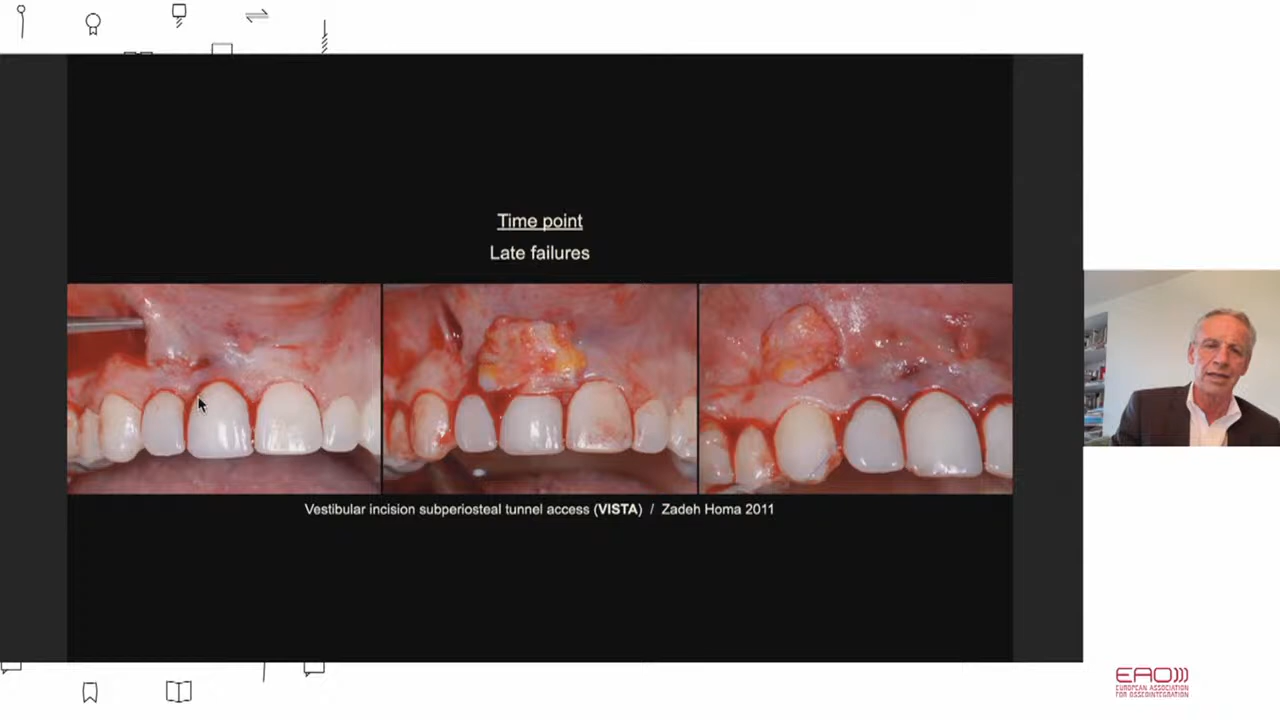 Time point
Late failures
Vestibular incision subperiosteal tunnel access (VISTA) / Zadeh Homa 2011
EAO
EUROPEAN ASSOCIATION
FOR OSSEOINTEGRATION